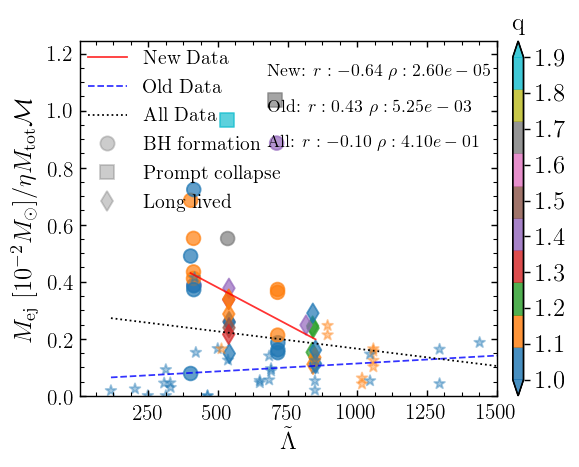 q
New Data
Old Data
All Data
BH formation
Prompt collapse
Long lived
New: r : −0.64 ρ : 2.60e − 05
Old: r : 0.43 ρ : 5.25e − 03
All: r : −0.10 ρ : 4.10e − 01
1.2
1.0
0.8
0.6
0.4
0.2
0.0
M_ej [10^{-2} M_⊙]/ηM_tot ℳ
250
500
750
1000
1250
1500
Λ̃
1.9
1.8
1.7
1.6
1.5
1.4
1.3
1.2
1.1
1.0